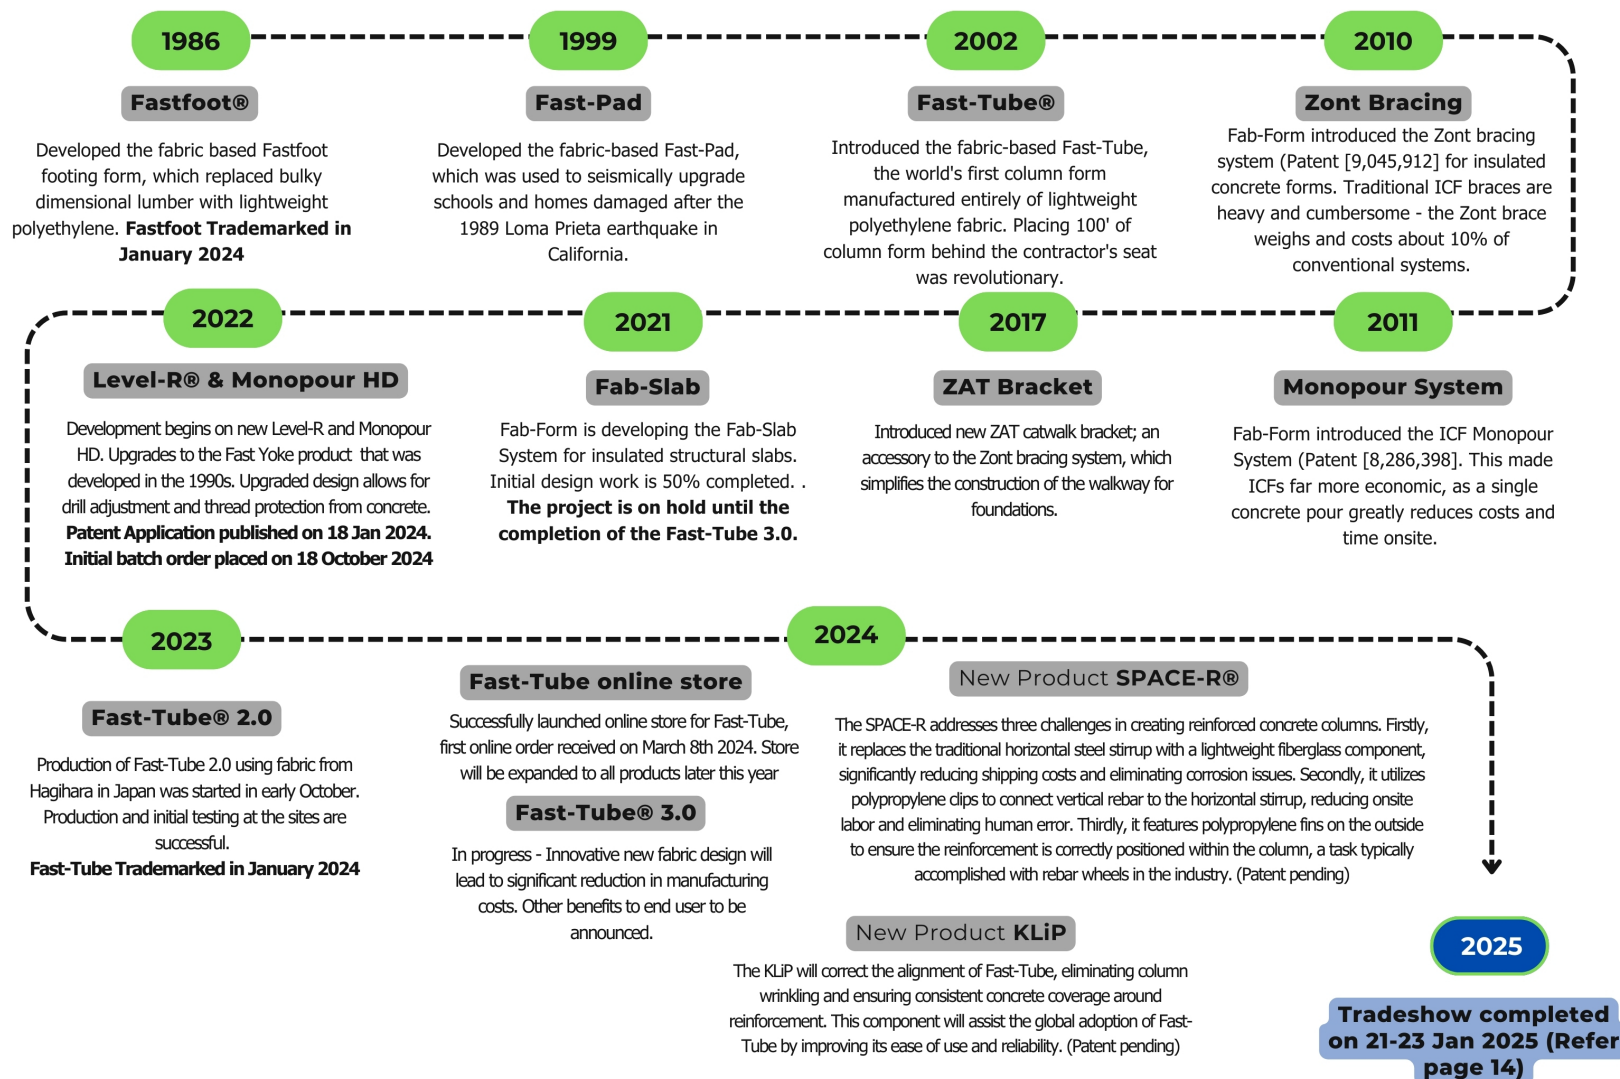 1986
Fastfoot®
Developed the fabric based Fastfoot
footing form, which replaced bulky
dimensional lumber with lightweight
polyethylene. Fastfoot Trademarked in
January 2024
1999
Fast-Pad
Developed the fabric-based Fast-Pad,
which was used to seismically upgrade
schools and homes damaged after the
1989 Loma Prieta earthquake in
California.
2002
Fast-Tube®
Introduced the fabric-based Fast-Tube,
the world's first column form
manufactured entirely of lightweight
polyethylene fabric. Placing 100' of
column form behind the contractor's seat
was revolutionary.
2010
Zont Bracing
Fab-Form introduced the Zont bracing
system (Patent [9,045,912] for insulated
concrete forms. Traditional ICF braces are
heavy and cumbersome - the Zont brace
weighs and costs about 10% of
conventional systems.
2011
Monopour System
Fab-Form introduced the ICF Monopour
System (Patent [8,286,398]. This made
ICFs far more economic, as a single
concrete pour greatly reduces costs and
time onsite.
2017
ZAT Bracket
Introduced new ZAT catwalk bracket; an
accessory to the Zont bracing system, which
simplifies the construction of the walkway for
foundations.
2021
Fab-Slab
Fab-Form is developing the Fab-Slab
System for insulated structural slabs.
Initial design work is 50% completed. .
The project is on hold until the
completion of the Fast-Tube 3.0.
2022
Level-R® & Monopour HD
Development begins on new Level-R and Monopour
HD. Upgrades to the Fast Yoke product that was
developed in the 1990s. Upgraded design allows for
drill adjustment and thread protection from concrete.
Patent Application published on 18 Jan 2024.
Initial batch order placed on 18 October 2024
2023
Fast-Tube® 2.0
Production of Fast-Tube 2.0 using fabric from
Hagihara in Japan was started in early October.
Production and initial testing at the sites are
successful.
Fast-Tube Trademarked in January 2024
2024
Fast-Tube online store
Successfully launched online store for Fast-Tube,
first online order received on March 8th 2024. Store
will be expanded to all products later this year
Fast-Tube® 3.0
In progress - Innovative new fabric design will
lead to significant reduction in manufacturing
costs. Other benefits to end user to be
announced.
New Product SPACE-R®
The SPACE-R addresses three challenges in creating reinforced concrete columns. Firstly,
it replaces the traditional horizontal steel stirrup with a lightweight fiberglass component,
significantly reducing shipping costs and eliminating corrosion issues. Secondly, it utilizes
polypropylene clips to connect vertical rebar to the horizontal stirrup, reducing onsite
labor and eliminating human error. Thirdly, it features polypropylene fins on the outside
to ensure the reinforcement is correctly positioned within the column, a task typically
accomplished with rebar wheels in the industry. (Patent pending)
New Product KLiP
The KLiP will correct the alignment of Fast-Tube, eliminating column
wrinkling and ensuring consistent concrete coverage around
reinforcement. This component will assist the global adoption of Fast-
Tube by improving its ease of use and reliability. (Patent pending)
2025
Tradeshow completed
on 21-23 Jan 2025 (Refer
page 14)